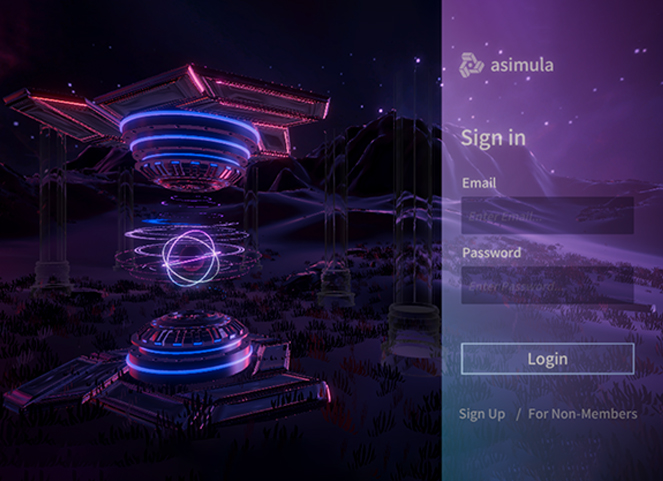 asimula
Sign in
Email
Enter Email...
Password
Enter Password...
Login
Sign Up / For Non-Members